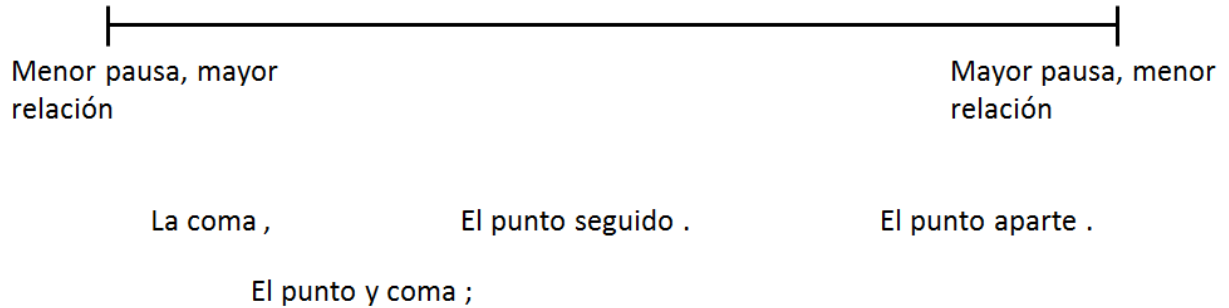 Menor pausa, mayor
relación
Mayor pausa, menor
relación
La coma ,
El punto seguido .
El punto aparte .
El punto y coma ;